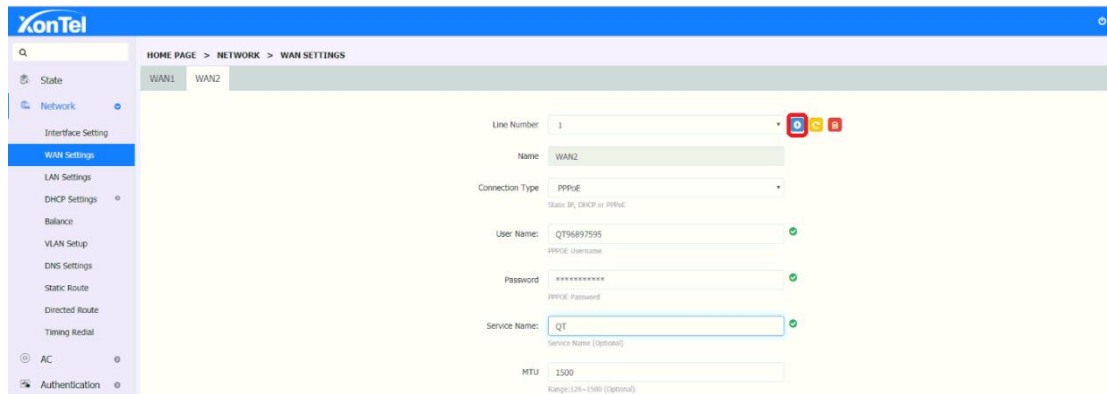 XonTel
HOME PAGE > NETWORK > WAN SETTINGS
State
WAN1 WAN2
Network
Line Number 1
Intertface Setting
Name WAN2
WAN Settings
LAN Settings
Connection Type PPPoE
Static IP, DHCP or PPPoE
DHCP Settings
Balance
User Name: QT96897595
PPPOE Username
VLAN Setup
DNS Settings
Password ***********
PPPOE Password
Static Route
Directed Route
Service Name: QT
Service Name (Optional)
Timing Redial
AC
MTU 1500
Range:126~1500 (Optional)
Authentication